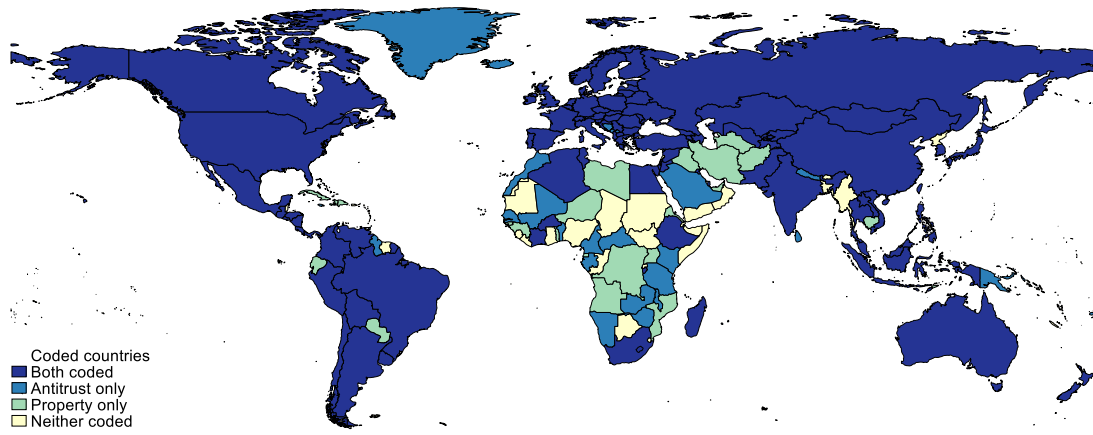 Coded countries
Both coded
Antitrust only
Property only
Neither coded